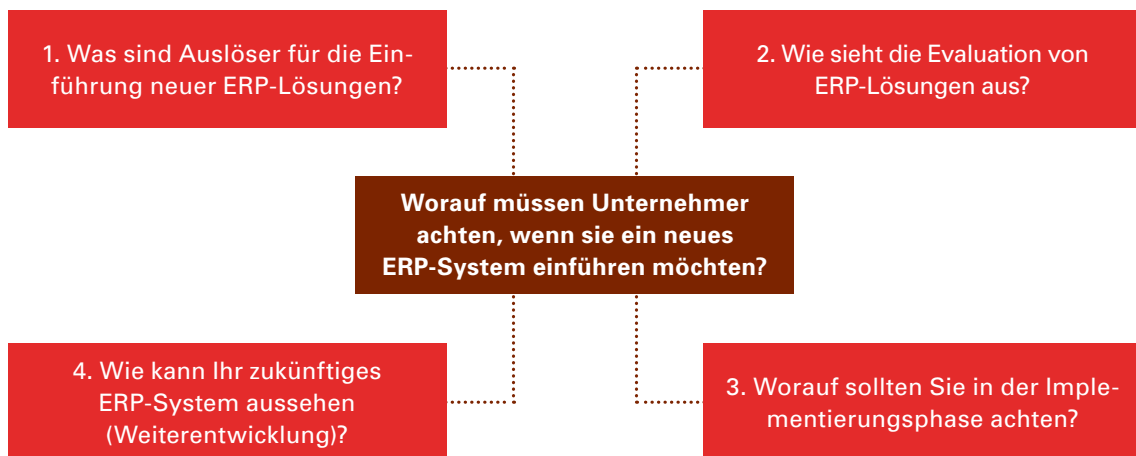 1. Was sind Auslöser für die Ein-
führung neuer ERP-Lösungen?
2. Wie sieht die Evaluation von
ERP-Lösungen aus?
Worauf müssen Unternehmer
achten, wenn sie ein neues
ERP-System einführen möchten?
4. Wie kann Ihr zukünftiges
ERP-System aussehen
(Weiterentwicklung)?
3. Worauf sollten Sie in der Imple-
mentierungsphase achten?